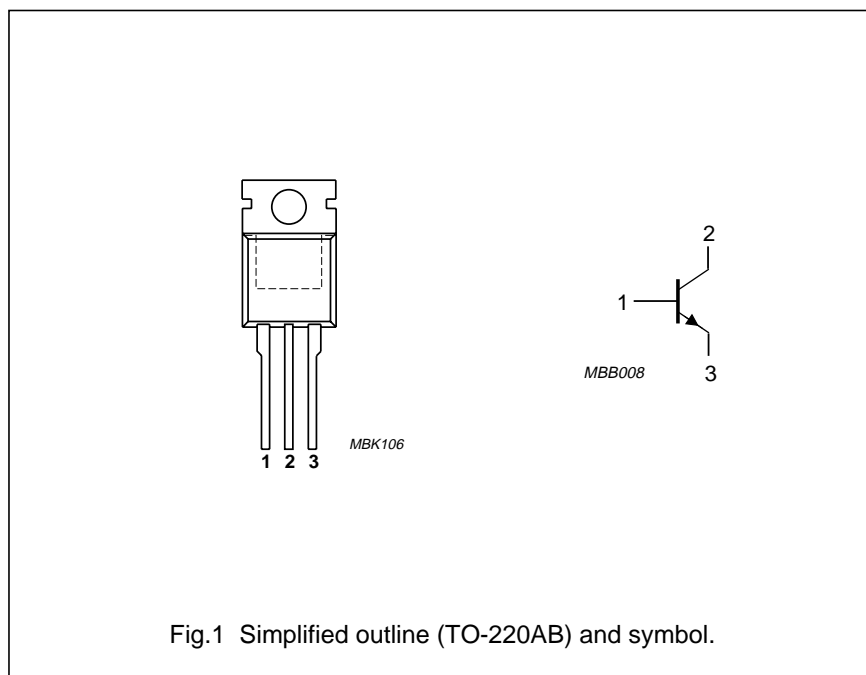 MBK106
1 2 3
2
1
MBB008
3
Fig.1 Simplified outline (TO-220AB) and symbol.